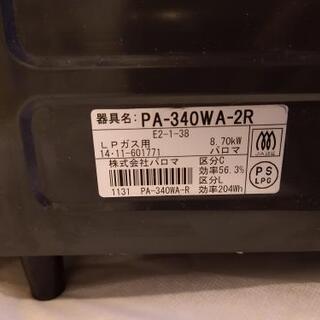 器具名: PA-340WA-2R
E2-1-38
LPガス用 8.70kW
14·11-601771 パロマ
株式会社パロマ 区分C
効率56.3%
区分L
1131 PA-340WA-R 効率204Wh
PS
LPG